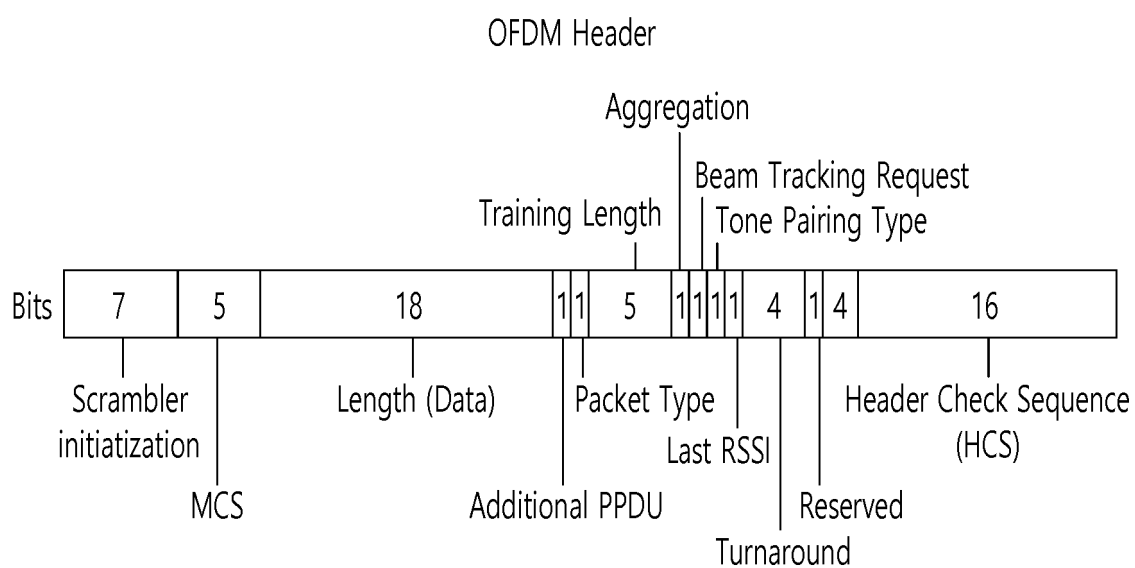 OFDM Header
Aggregation
Beam Tracking Request
Training Length
Tone Pairing Type
Bits 7 5 18 1 1 5 1 1 1 1 4 1 4 16
Scrambler
initiatization
Length (Data)
Packet Type
Header Check Sequence
(HCS)
Last RSSI
MCS
Additional PPDU
Reserved
Turnaround